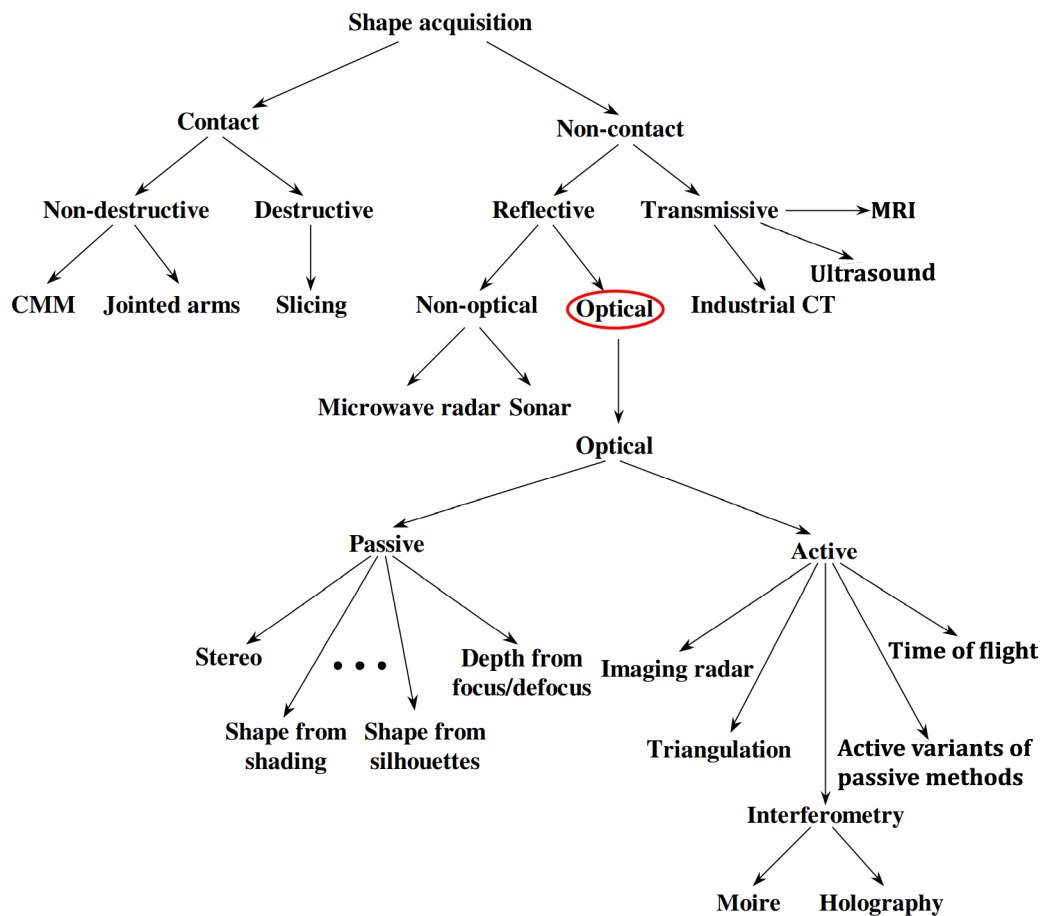 Shape acquisition
Contact
Non-contact
Non-destructive
Destructive
Reflective
Transmissive
MRI
Ultrasound
CMM
Jointed arms
Slicing
Non-optical
Optical
Industrial CT
Microwave radar
Sonar
Optical
Passive
Active
Stereo
• • •
Depth from
focus/defocus
Imaging radar
Time of flight
Shape from
shading
Shape from
silhouettes
Triangulation
Active variants of
passive methods
Interferometry
Moire
Holography